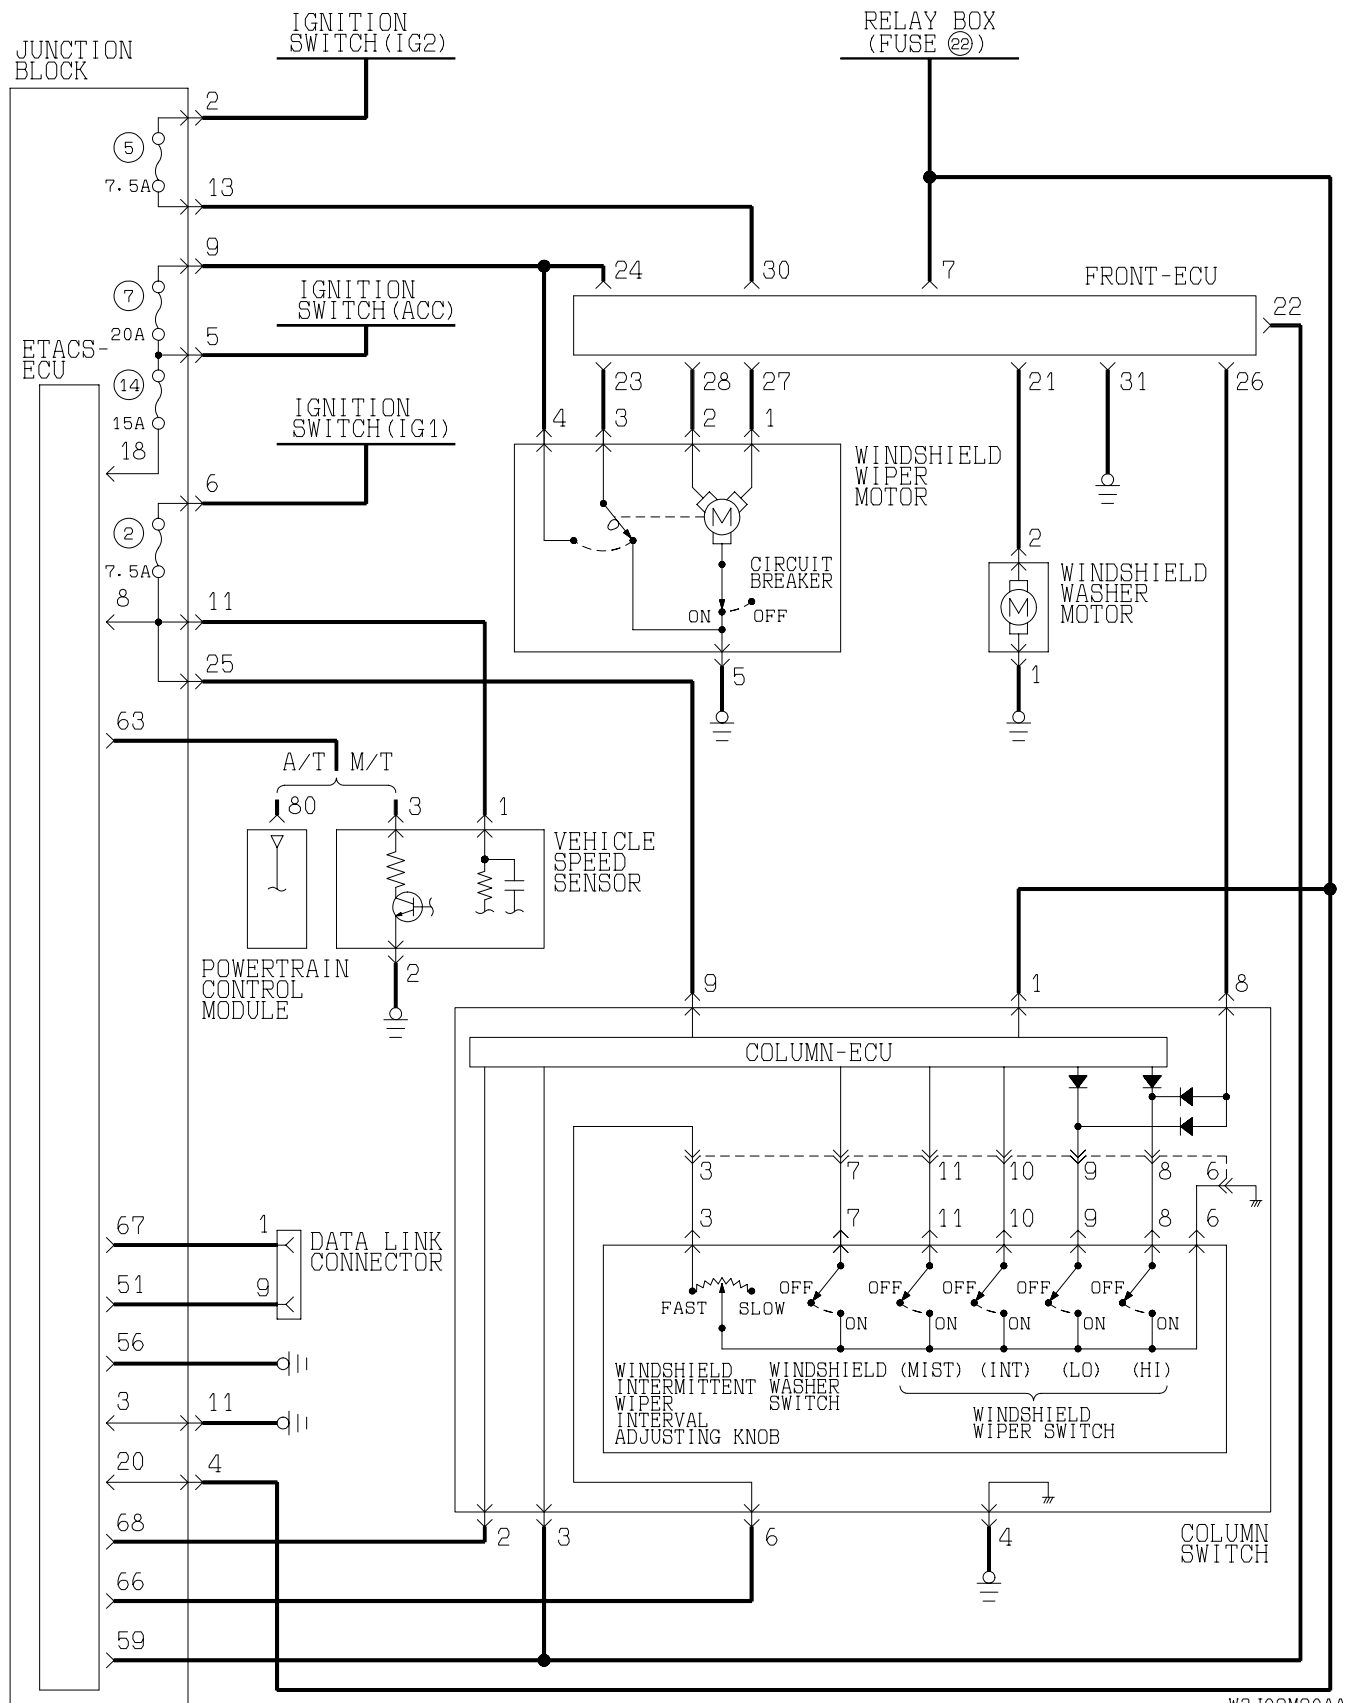 IGNITION
SWITCH(IG2)
RELAY BOX
(FUSE 22)
JUNCTION
BLOCK
2
5
7.5A
13
9
24
30
7
FRONT-ECU
22
IGNITION
SWITCH(ACC)
7
20A
5
ETACS-
ECU
14
15A
18
23
28
27
21
31
26
IGNITION
SWITCH(IG1)
4
3
2
1
WINDSHIELD
WIPER
MOTOR
6
M
2
7.5A
CIRCUIT
BREAKER
ON
OFF
2
WINDSHIELD
WASHER
MOTOR
M
8
11
25
5
1
63
A/T
M/T
80
3
1
VEHICLE
SPEED
SENSOR
POWERTRAIN
CONTROL
MODULE
2
9
1
8
COLUMN-ECU
3
7
11
10
9
8
6
3
7
11
10
9
8
6
67
1
DATA LINK
CONNECTOR
51
9
FAST
SLOW
OFF
OFF
OFF
OFF
OFF
ON
ON
ON
ON
ON
56
WINDSHIELD
INTERMITTENT
WIPER
INTERVAL
ADJUSTING KNOB
WINDSHIELD
WASHER
SWITCH
(MIST)
(INT)
(LO)
(HI)
WINDSHIELD
WIPER SWITCH
3
11
20
4
68
2
3
6
4
COLUMN
SWITCH
66
59